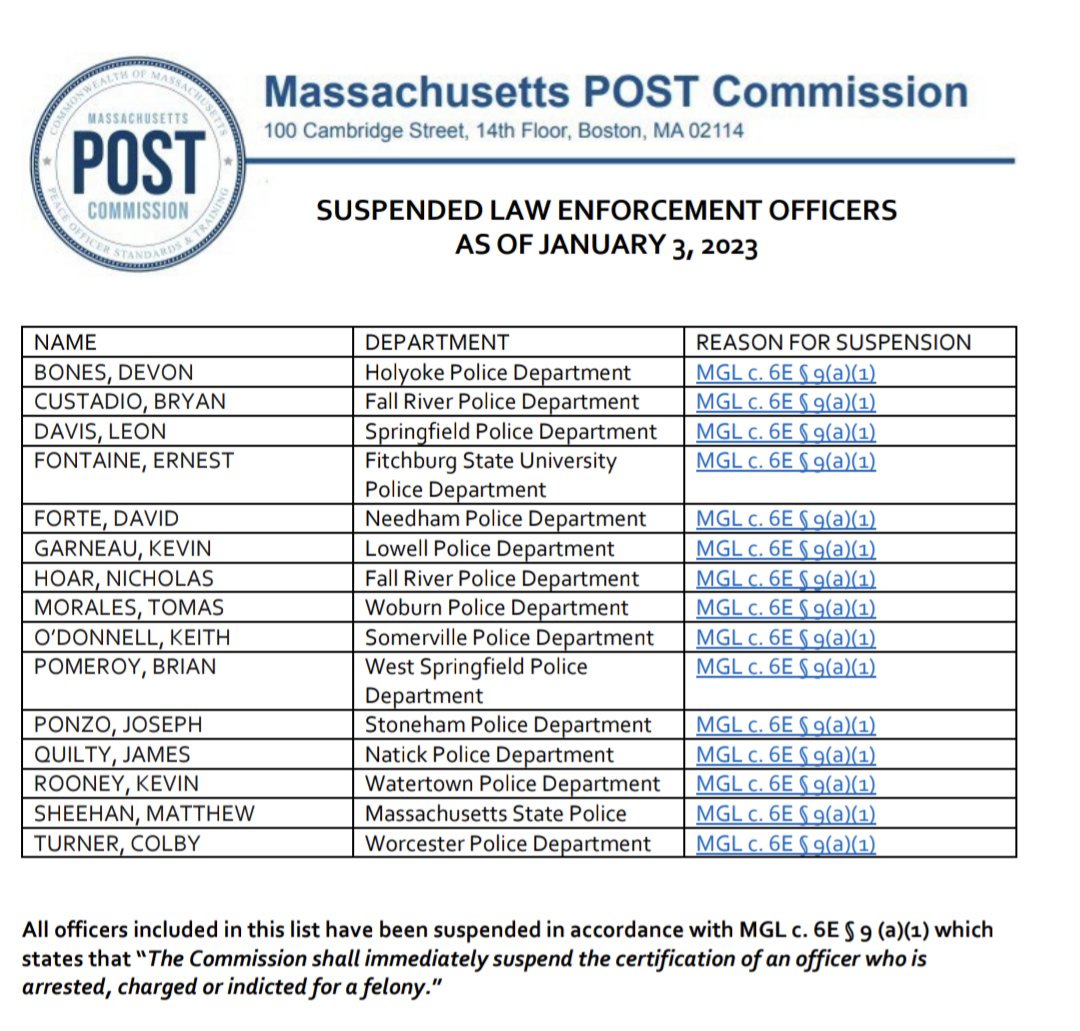 COMMONWEALTH OF MASSACHUSETTS
MASSACHUSETTS
POST
COMMISSION
PEACE OFFICER STANDARDS & TRAINING
Massachusetts POST Commission
100 Cambridge Street, 14th Floor, Boston, MA 02114
SUSPENDED LAW ENFORCEMENT OFFICERS
AS OF JANUARY 3, 2023
NAME DEPARTMENT REASON FOR SUSPENSION
BONES, DEVON Holyoke Police Department MGL c. 6E § 9(a)(1)
CUSTADIO, BRYAN Fall River Police Department MGL c. 6E § 9(a)(1)
DAVIS, LEON Springfield Police Department MGL c. 6E § 9(a)(1)
FONTAINE, ERNEST Fitchburg State University MGL c. 6E § 9(a)(1)
Police Department
FORTE, DAVID Needham Police Department MGL c. 6E § 9(a)(1)
GARNEAU, KEVIN Lowell Police Department MGL c. 6E § 9(a)(1)
HOAR, NICHOLAS Fall River Police Department MGL c. 6E § 9(a)(1)
MORALES, TOMAS Woburn Police Department MGL c. 6E § 9(a)(1)
O’DONNELL, KEITH Somerville Police Department MGL c. 6E § 9(a)(1)
POMEROY, BRIAN West Springfield Police MGL c. 6E § 9(a)(1)
Department
PONZO, JOSEPH Stoneham Police Department MGL c. 6E § 9(a)(1)
QUILTY, JAMES Natick Police Department MGL c. 6E § 9(a)(1)
ROONEY, KEVIN Watertown Police Department MGL c. 6E § 9(a)(1)
SHEEHAN, MATTHEW Massachusetts State Police MGL c. 6E § 9(a)(1)
TURNER, COLBY Worcester Police Department MGL c. 6E § 9(a)(1)
All officers included in this list have been suspended in accordance with MGL c. 6E § 9 (a)(1) which
states that “The Commission shall immediately suspend the certification of an officer who is
arrested, charged or indicted for a felony.”